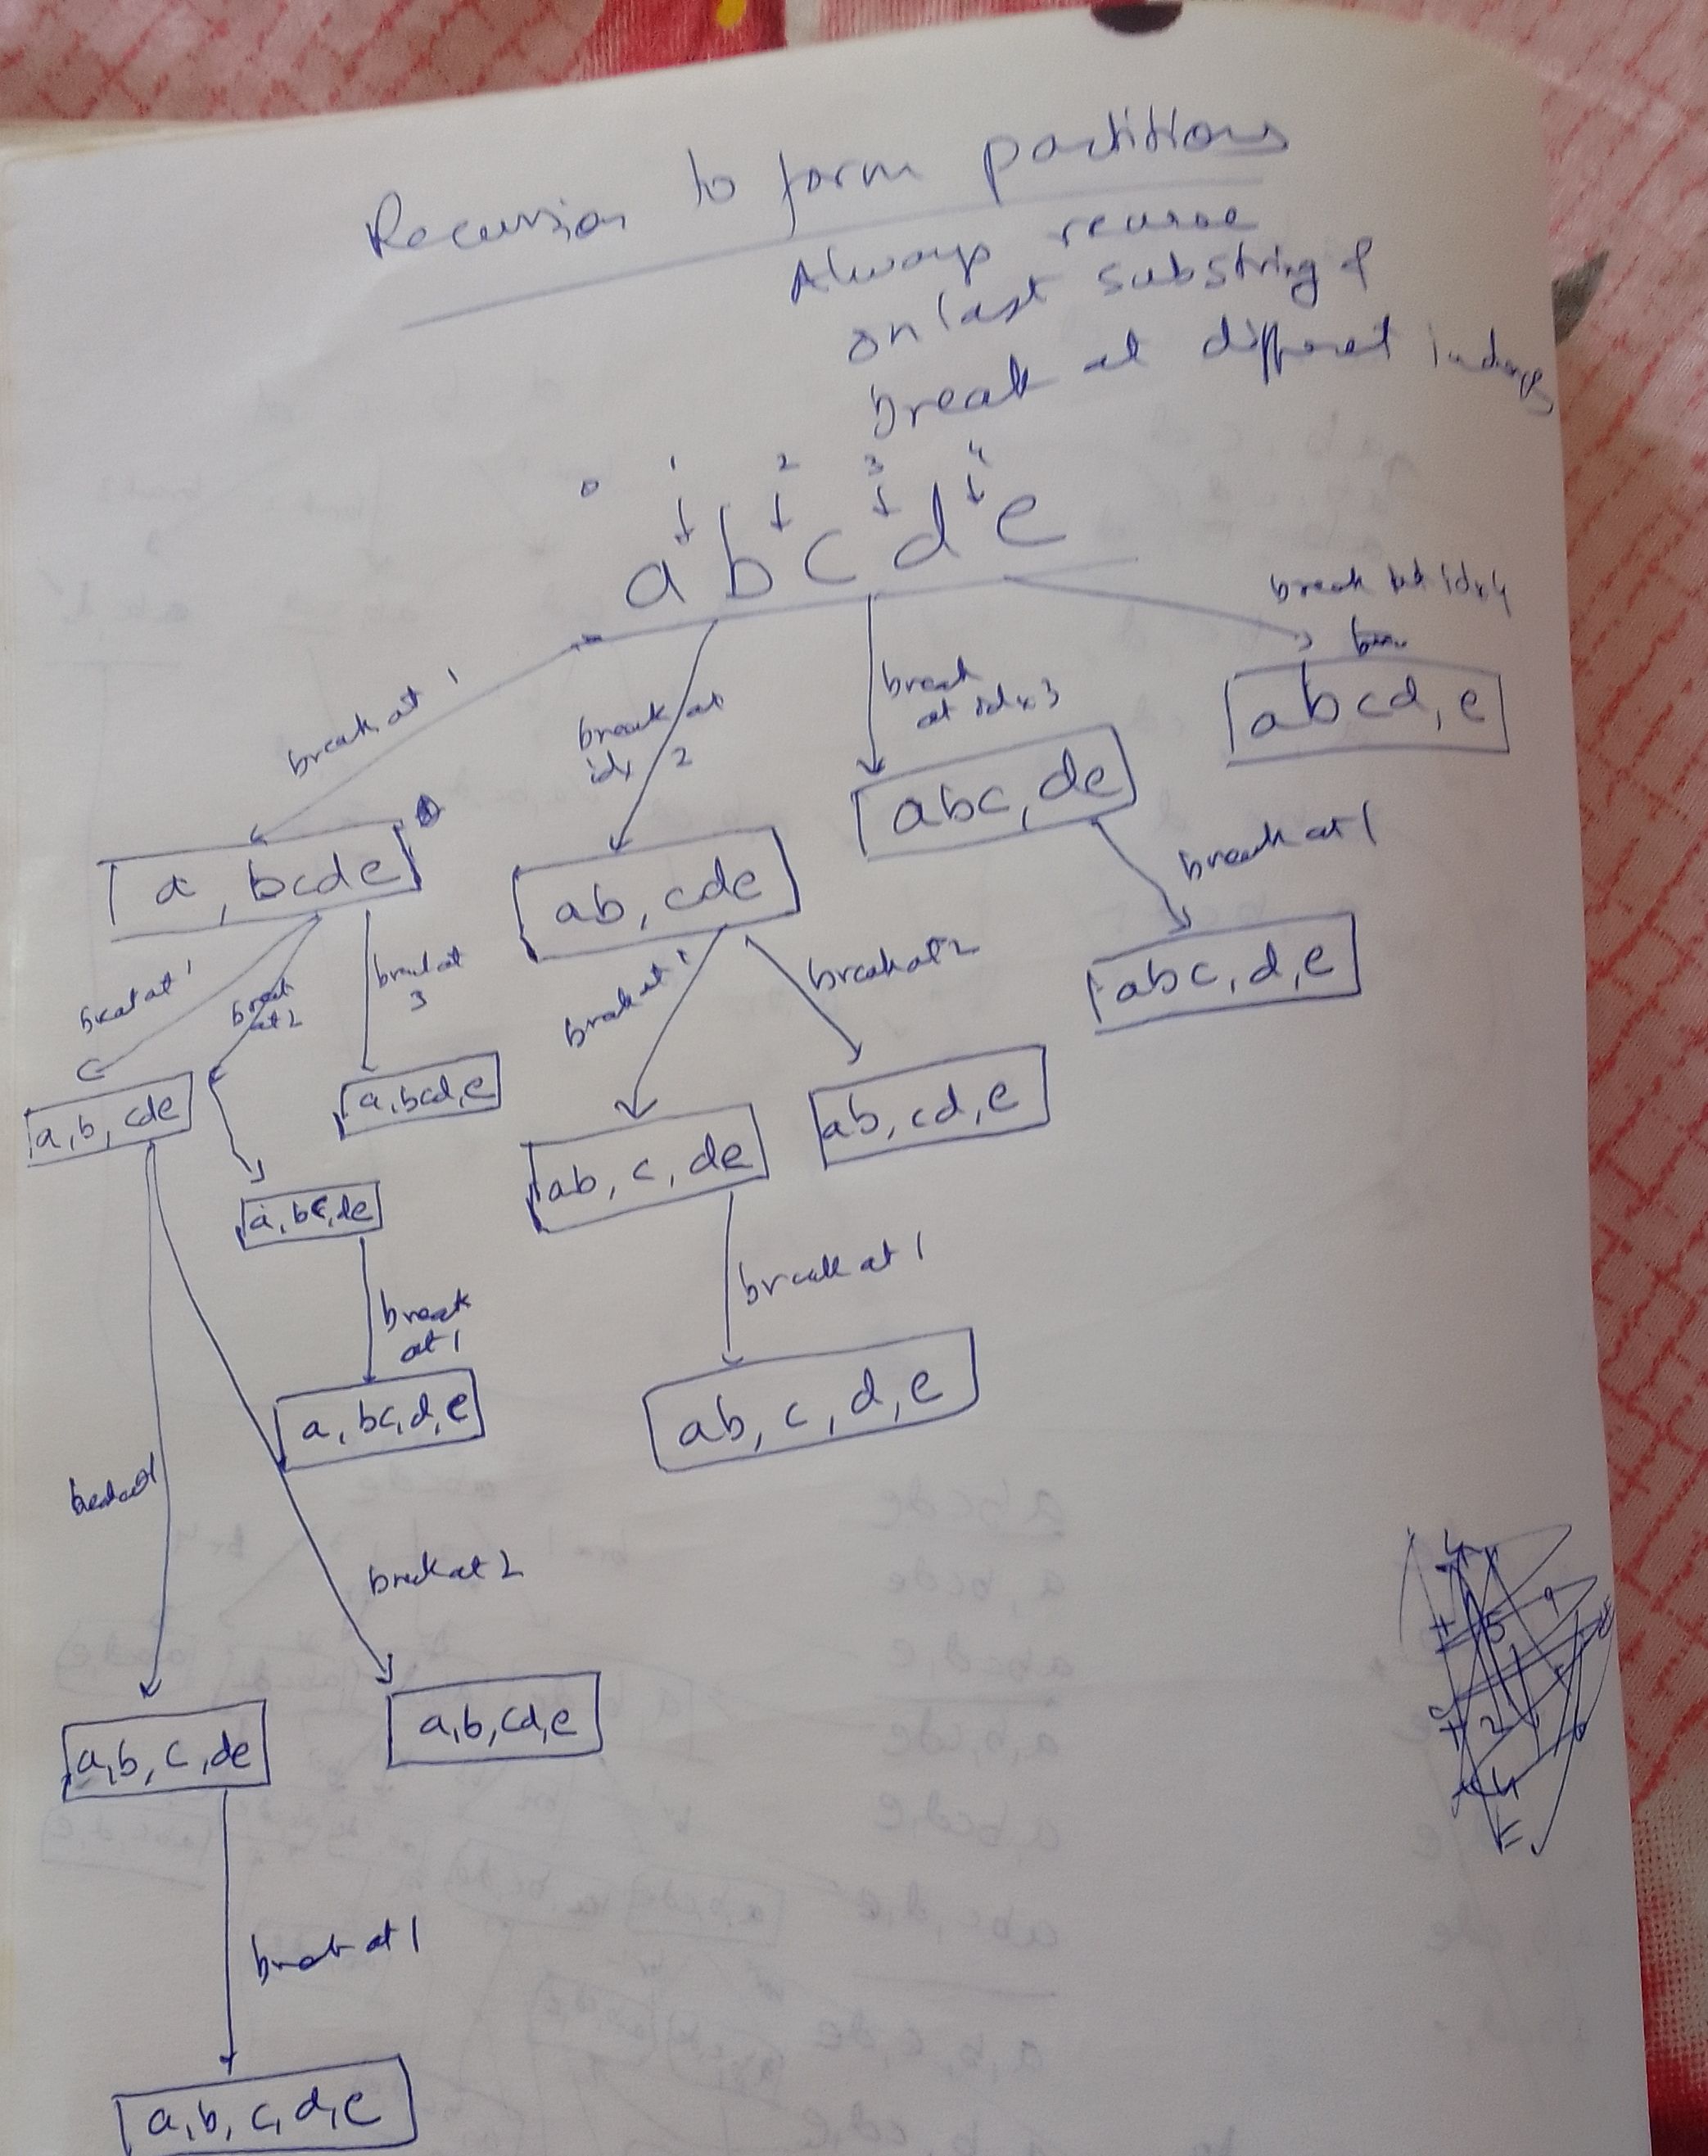 Recursion to form partitions
Always recurse
on last substring &
break at different indexes
0 1 2 3 4
a b c d e
break at 1
break at
idx 2
break
at idx 3
break at idx 4
a, bcde
ab, cde
abc, de
abcd, e
break at 1
break
at 2
break at
3
break at 1
break at 2
break at 1
a, b, cde
a, bcd, e
ab, c, de
ab, cd, e
abc, d, e
a, bc, de
break
at 1
break at 1
a, bc, d, e
ab, c, d, e
break at 1
break at 2
a, b, c, de
a, b, cd, e
break at 1
a, b, c, d, e